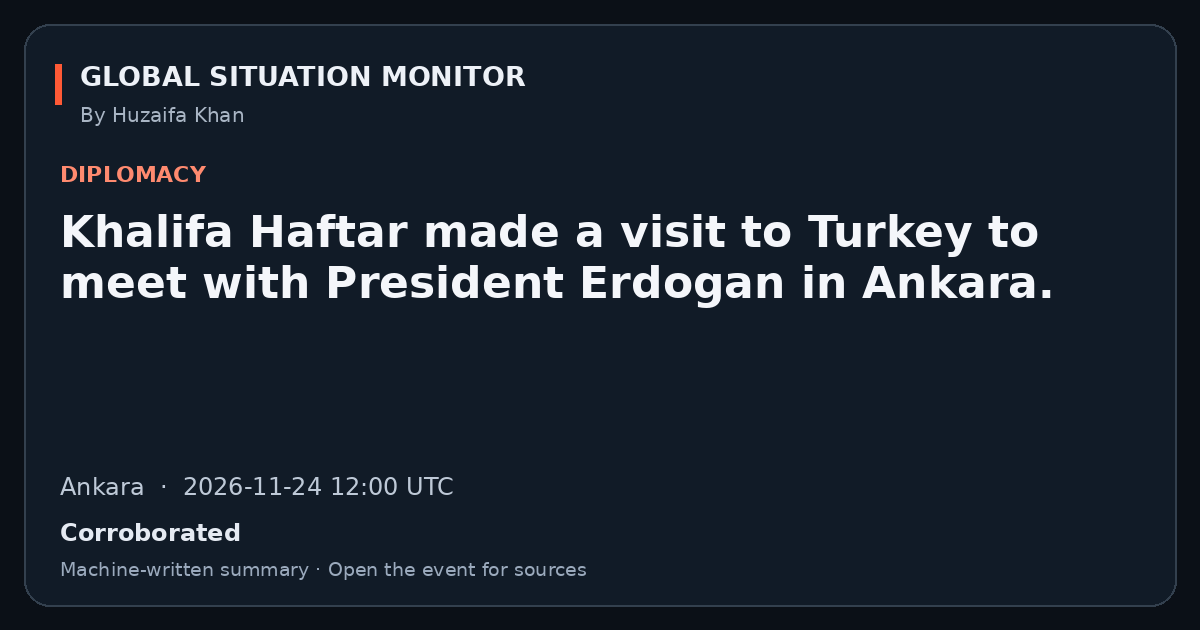 GLOBAL SITUATION MONITOR
By Huzaifa Khan
DIPLOMACY
Khalifa Haftar made a visit to Turkey to
meet with President Erdogan in Ankara.
Ankara · 2026-11-24 12:00 UTC
Corroborated
Machine-written summary · Open the event for sources